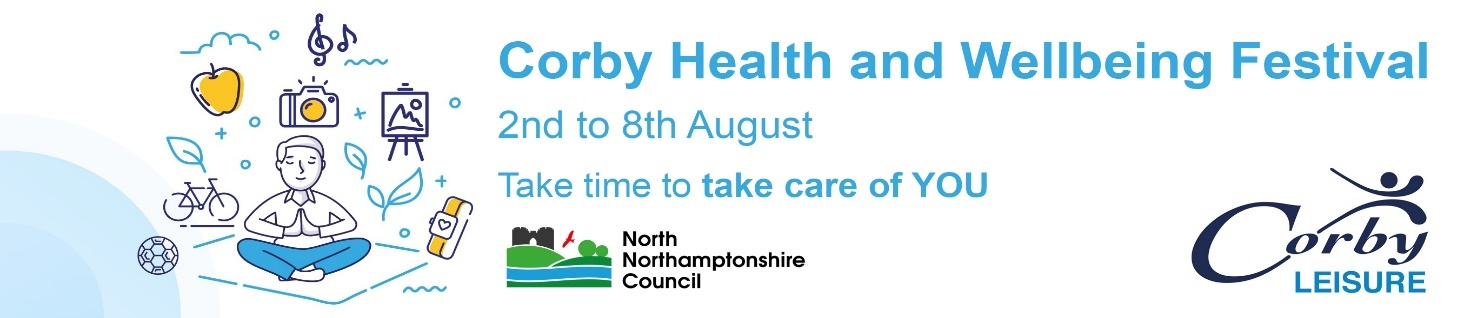 Corby Health and Wellbeing Festival
2nd to 8th August
Take time to take care of YOU
North
Northamptonshire
Council
Corby
LEISURE